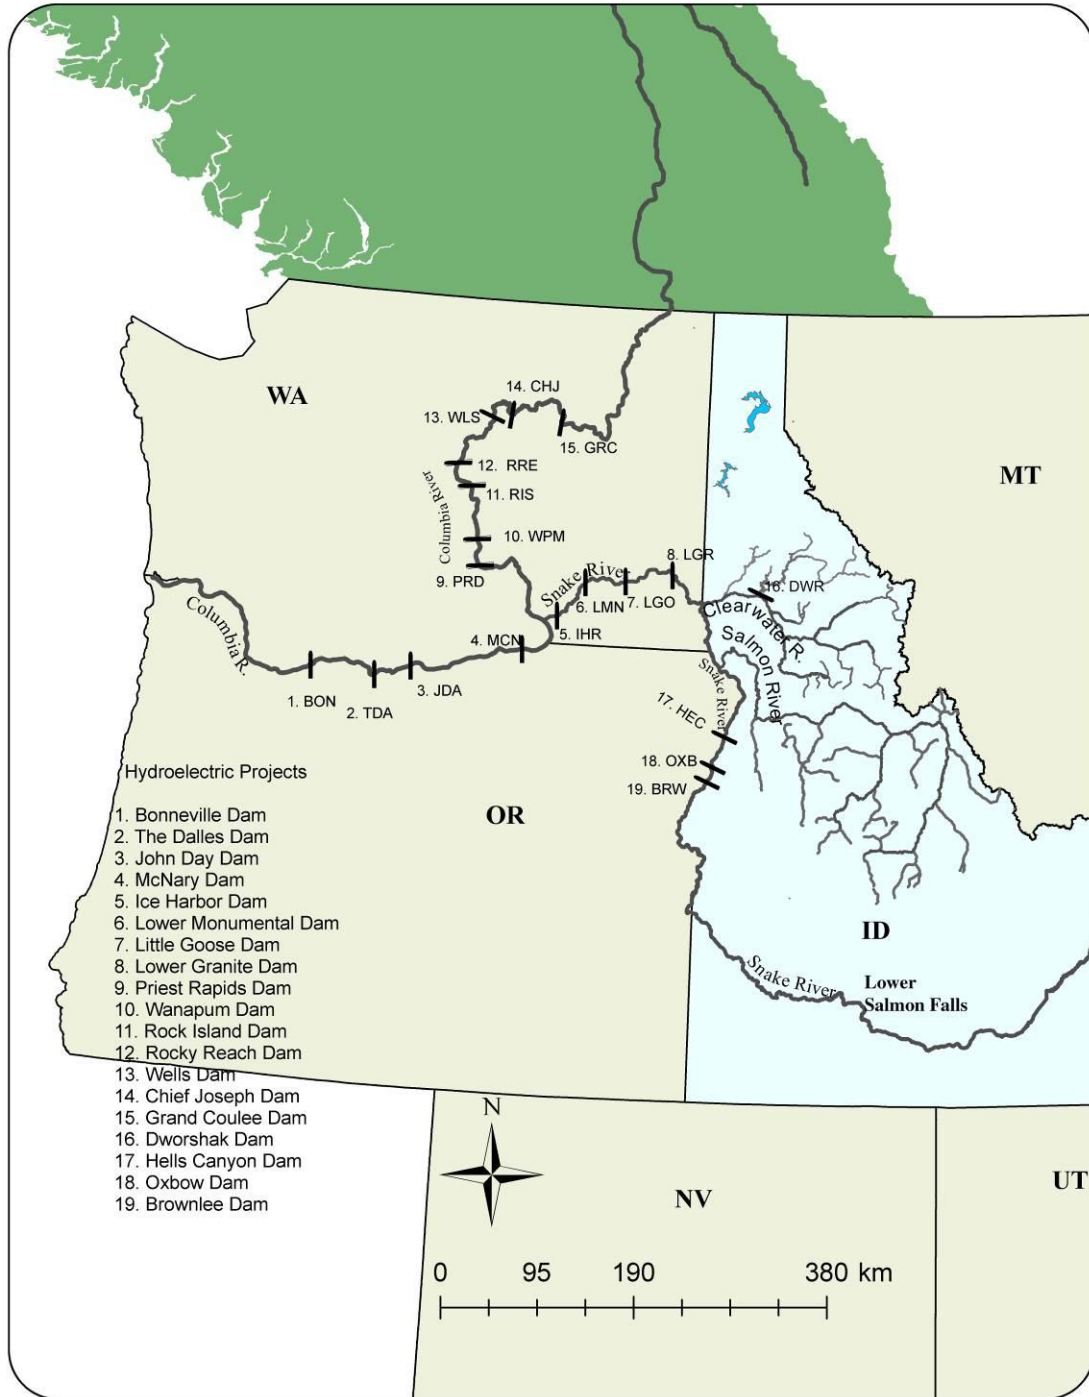 WA
14. CHJ
13. WLS
15. GRC
12. RRE
11. RIS
Columbia River
10. WPM
9. PRD
MT
8. LGR
Snake River
6. LMN
7. LGO
16. DWR
Clearwater R.
5. IHR
4. MCN
Salmon River
Columbia R.
3. JDA
1. BON
2. TDA
Snake River
17. HEC
18. OXB
19. BRW
OR
ID
Snake River
Lower
Salmon Falls
Hydroelectric Projects
1. Bonneville Dam
2. The Dalles Dam
3. John Day Dam
4. McNary Dam
5. Ice Harbor Dam
6. Lower Monumental Dam
7. Little Goose Dam
8. Lower Granite Dam
9. Priest Rapids Dam
10. Wanapum Dam
11. Rock Island Dam
12. Rocky Reach Dam
13. Wells Dam
14. Chief Joseph Dam
15. Grand Coulee Dam
16. Dworshak Dam
17. Hells Canyon Dam
18. Oxbow Dam
19. Brownlee Dam
N
NV
UT
0 95 190 380 km